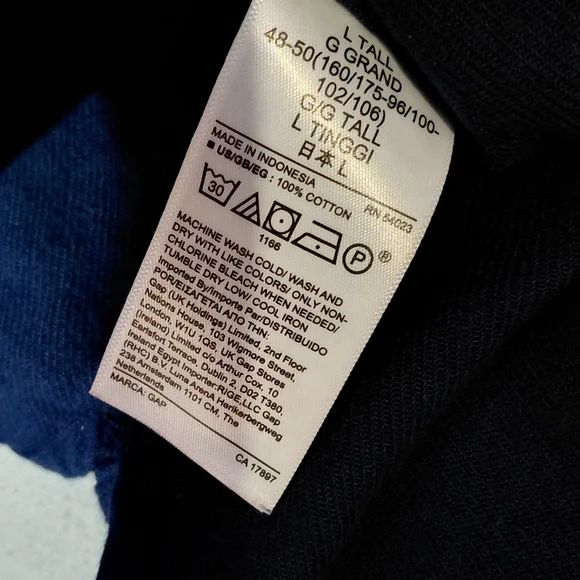 L TALL
G GRAND
48-50(160/175-96/100-
102/106)
G/G TALL
L TINGGI
日本 L
MADE IN INDONESIA
■ US/GB/EG : 100% COTTON RN 54023
30 P ®
1166
MACHINE WASH COLD/ WASH AND
DRY WITH LIKE COLORS/ ONLY NON-
CHLORINE BLEACH WHEN NEEDED/
TUMBLE DRY LOW/ COOL IRON
Imported By/Importe Par/DISTRIBUIDO
POR/ΕΙΣΑΓΕΤΑΙ ΑΠΟ ΤΗΝ:
Gap (UK Holdings) Limited, 2nd Floor
Nations House, 103 Wigmore Street,
London, W1U 1QS, UK Gap Stores
(Ireland) Limited c/o Arthur Cox, 10
Earlsfort Terrace, Dublin 2, D02 T380,
Ireland Egypt Importer:RIGE,LLC Gap
(RHC) B.V. Luna ArenA Herikerbergweg
238 Amsterdam 1101 CM, The
Netherlands
MARCA: GAP
CA 17897